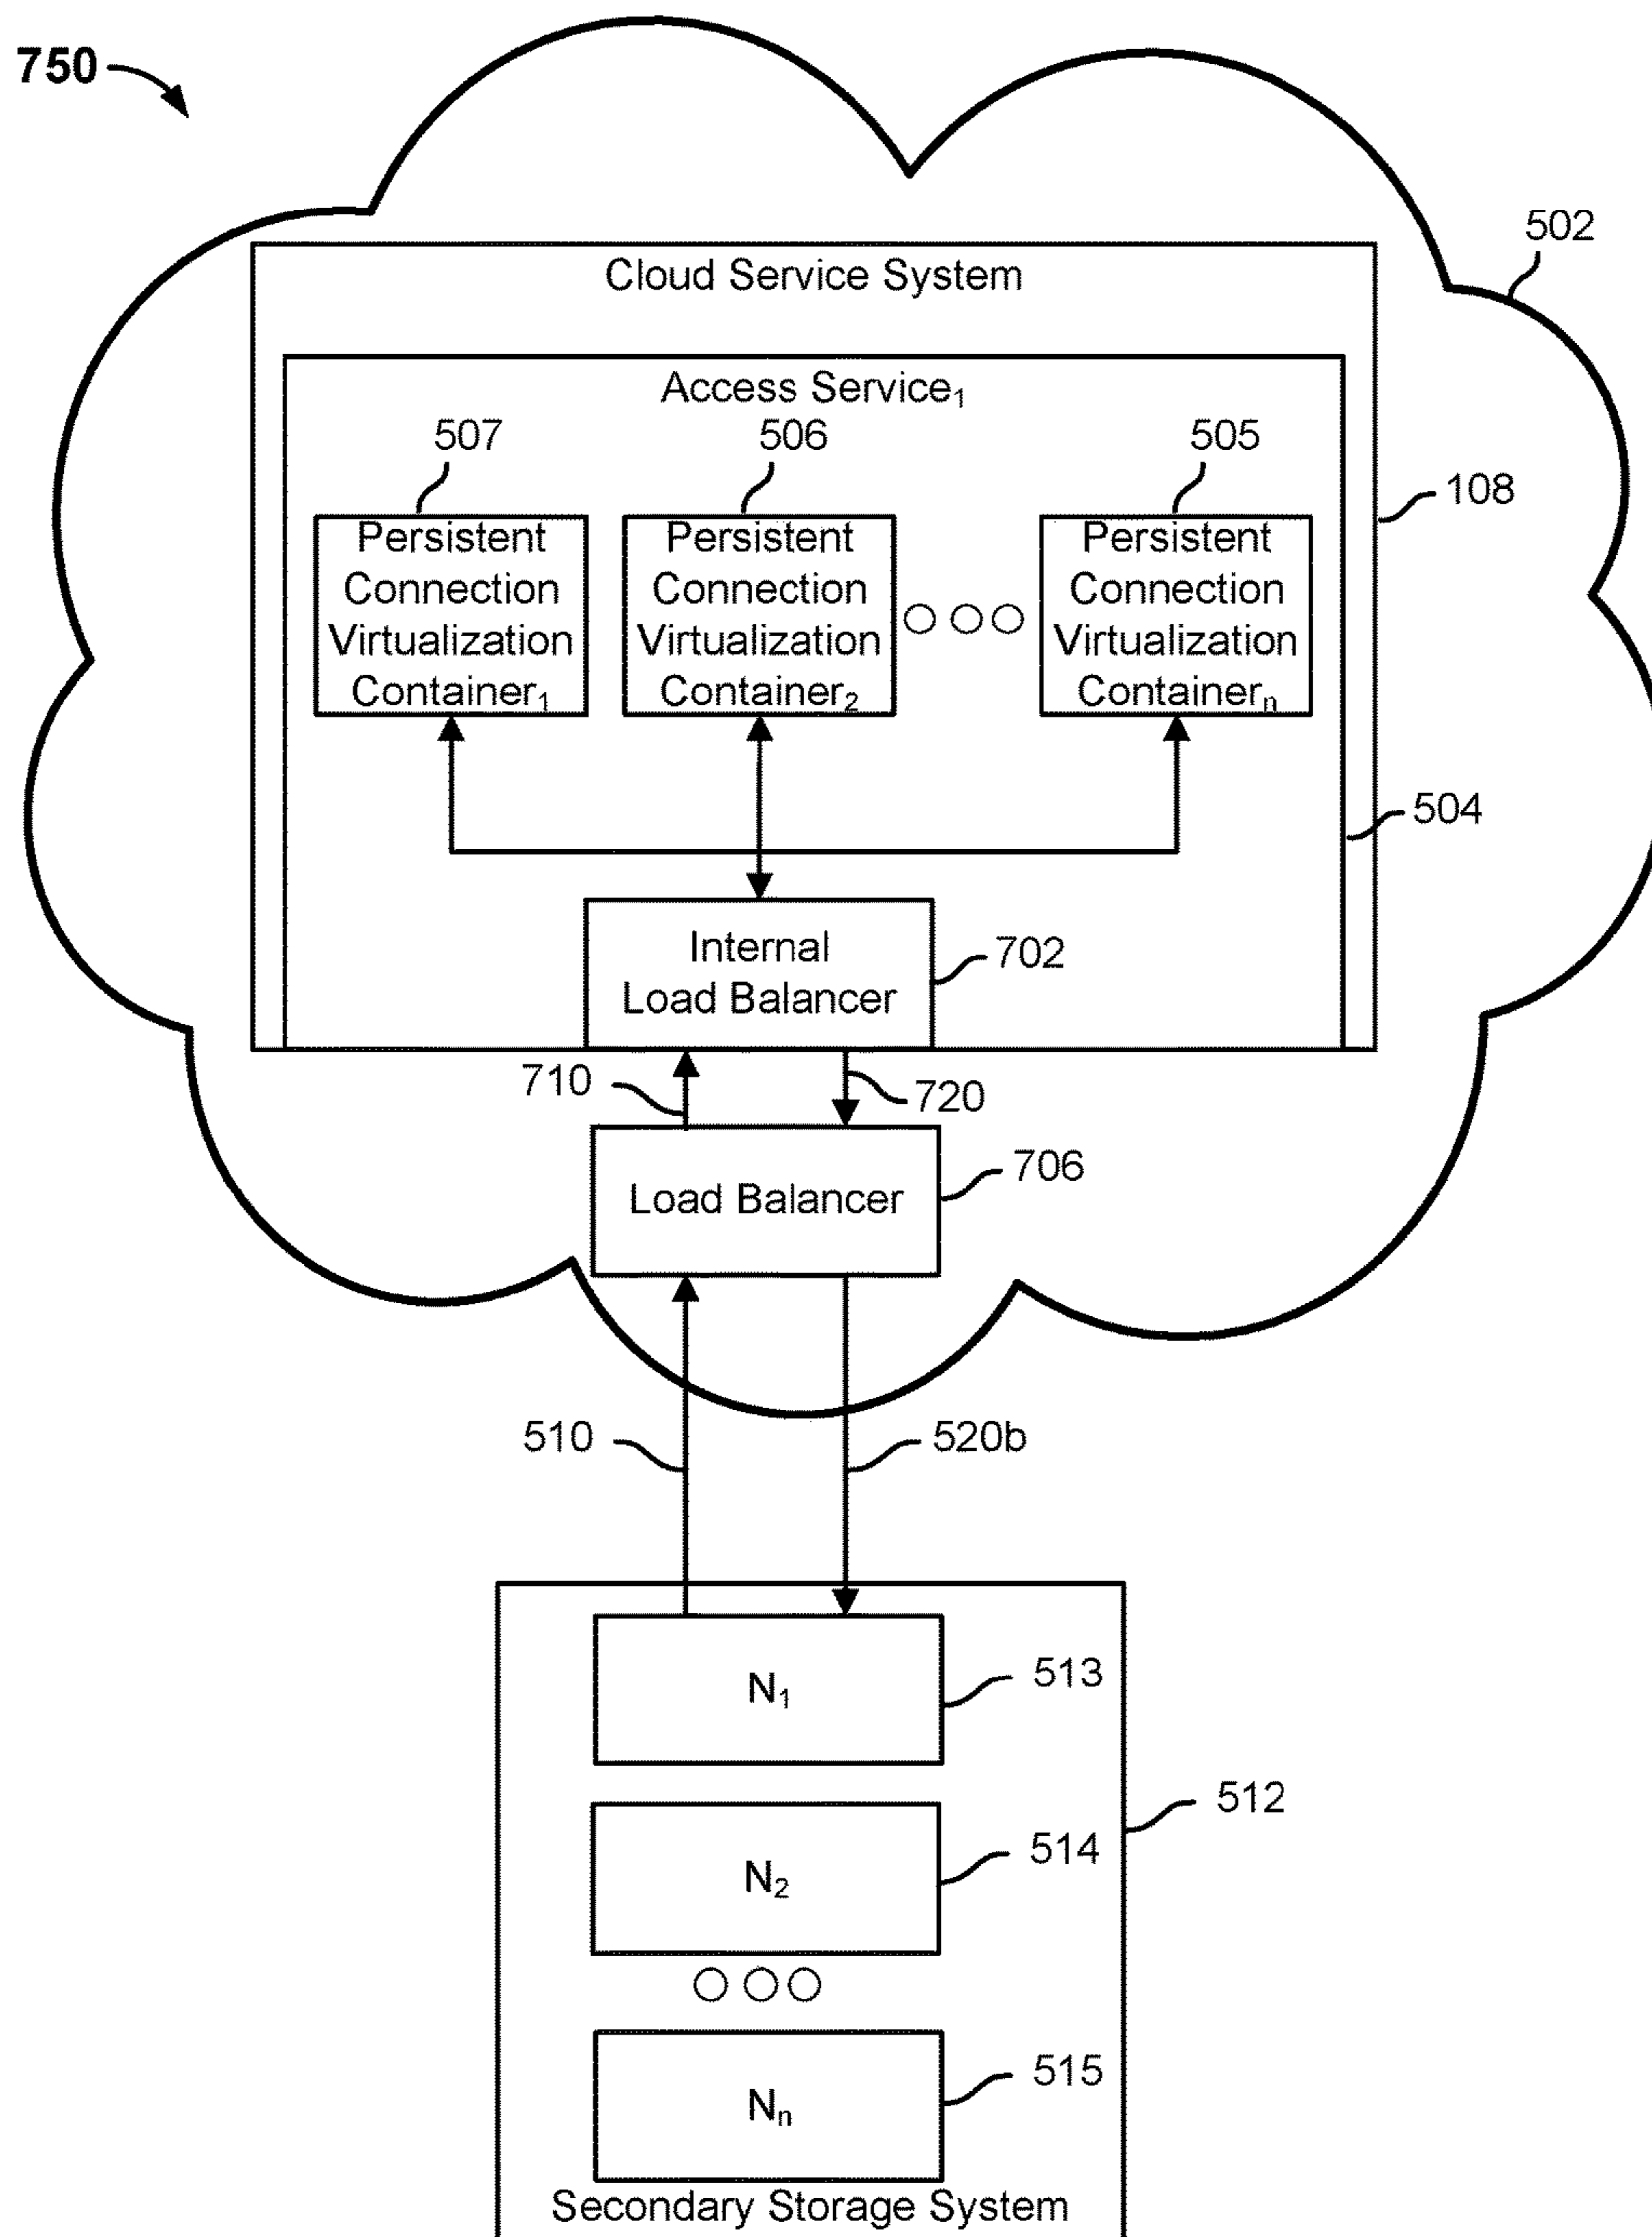 750
502
Cloud Service System
Access Service₁
507
506
505
108
Persistent
Connection
Virtualization
Container₁
Persistent
Connection
Virtualization
Container₂
Persistent
Connection
Virtualization
Containerₙ
504
Internal
Load Balancer
702
710
720
Load Balancer
706
510
520b
N₁
513
512
N₂
514
Nₙ
515
Secondary Storage System